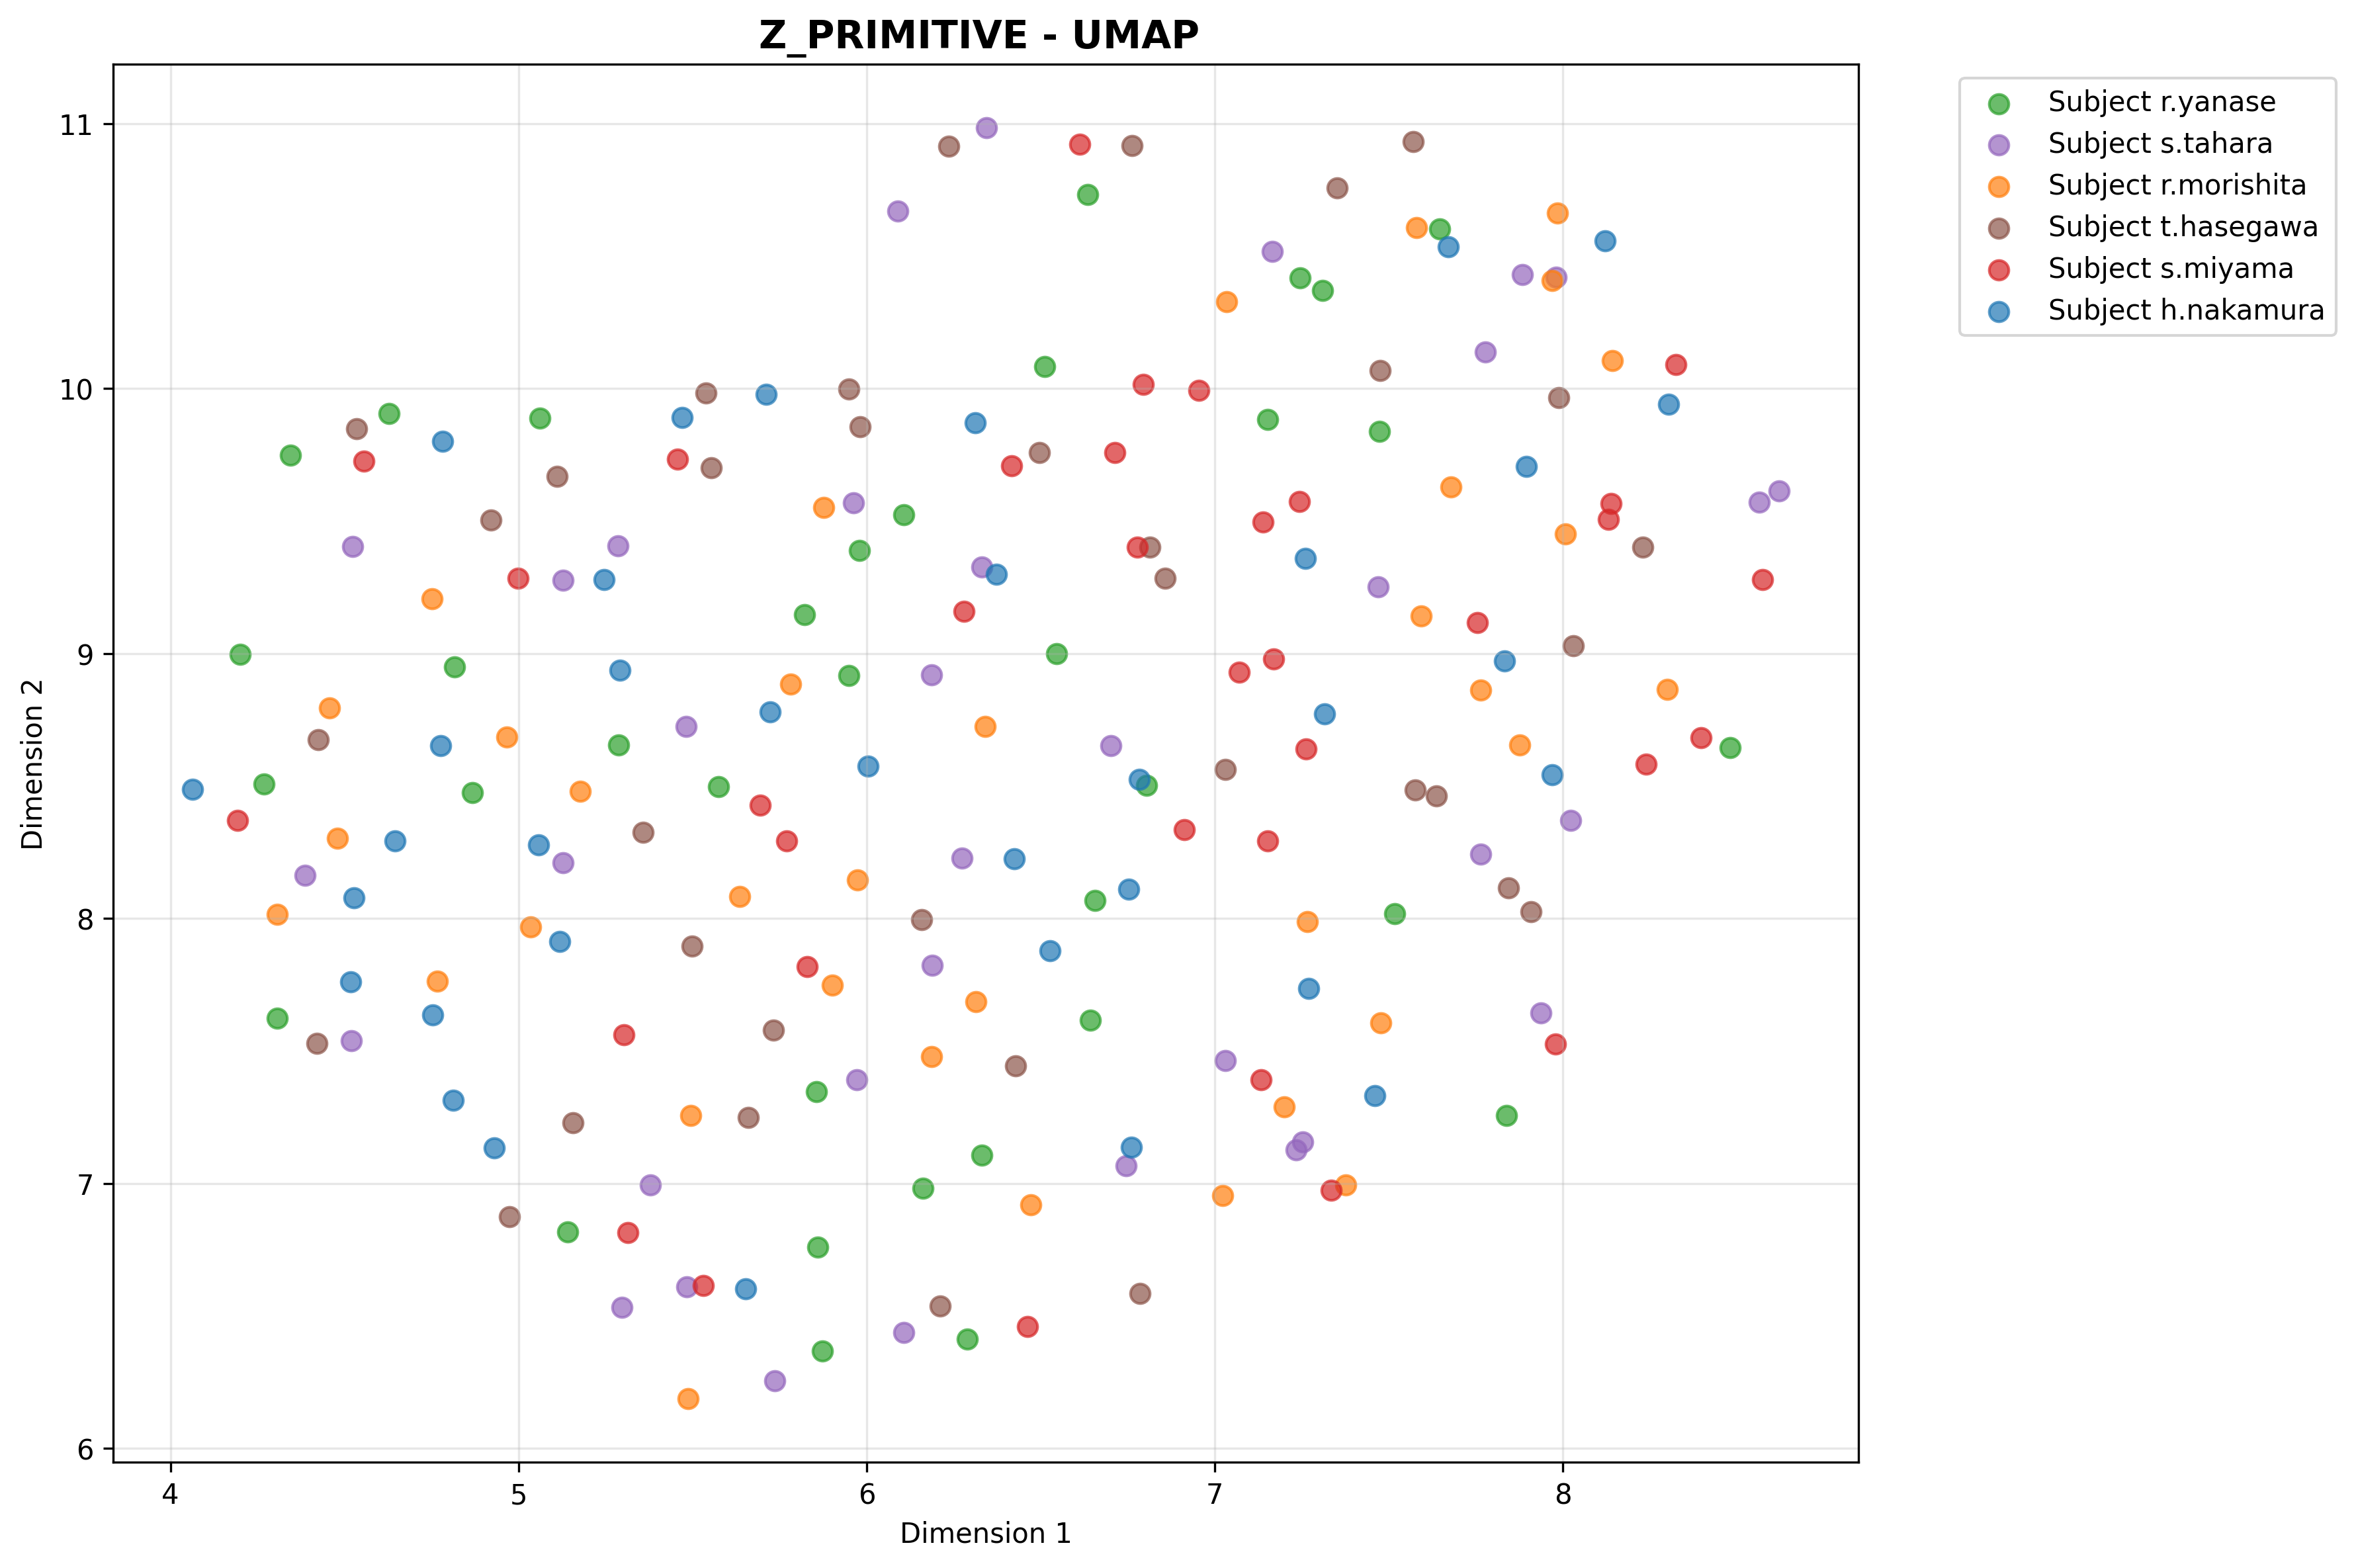 Z_PRIMITIVE - UMAP
Subject r.yanase
Subject s.tahara
Subject r.morishita
Subject t.hasegawa
Subject s.miyama
Subject h.nakamura
11
10
9
8
7
6
Dimension 2
4
5
6
7
8
Dimension 1